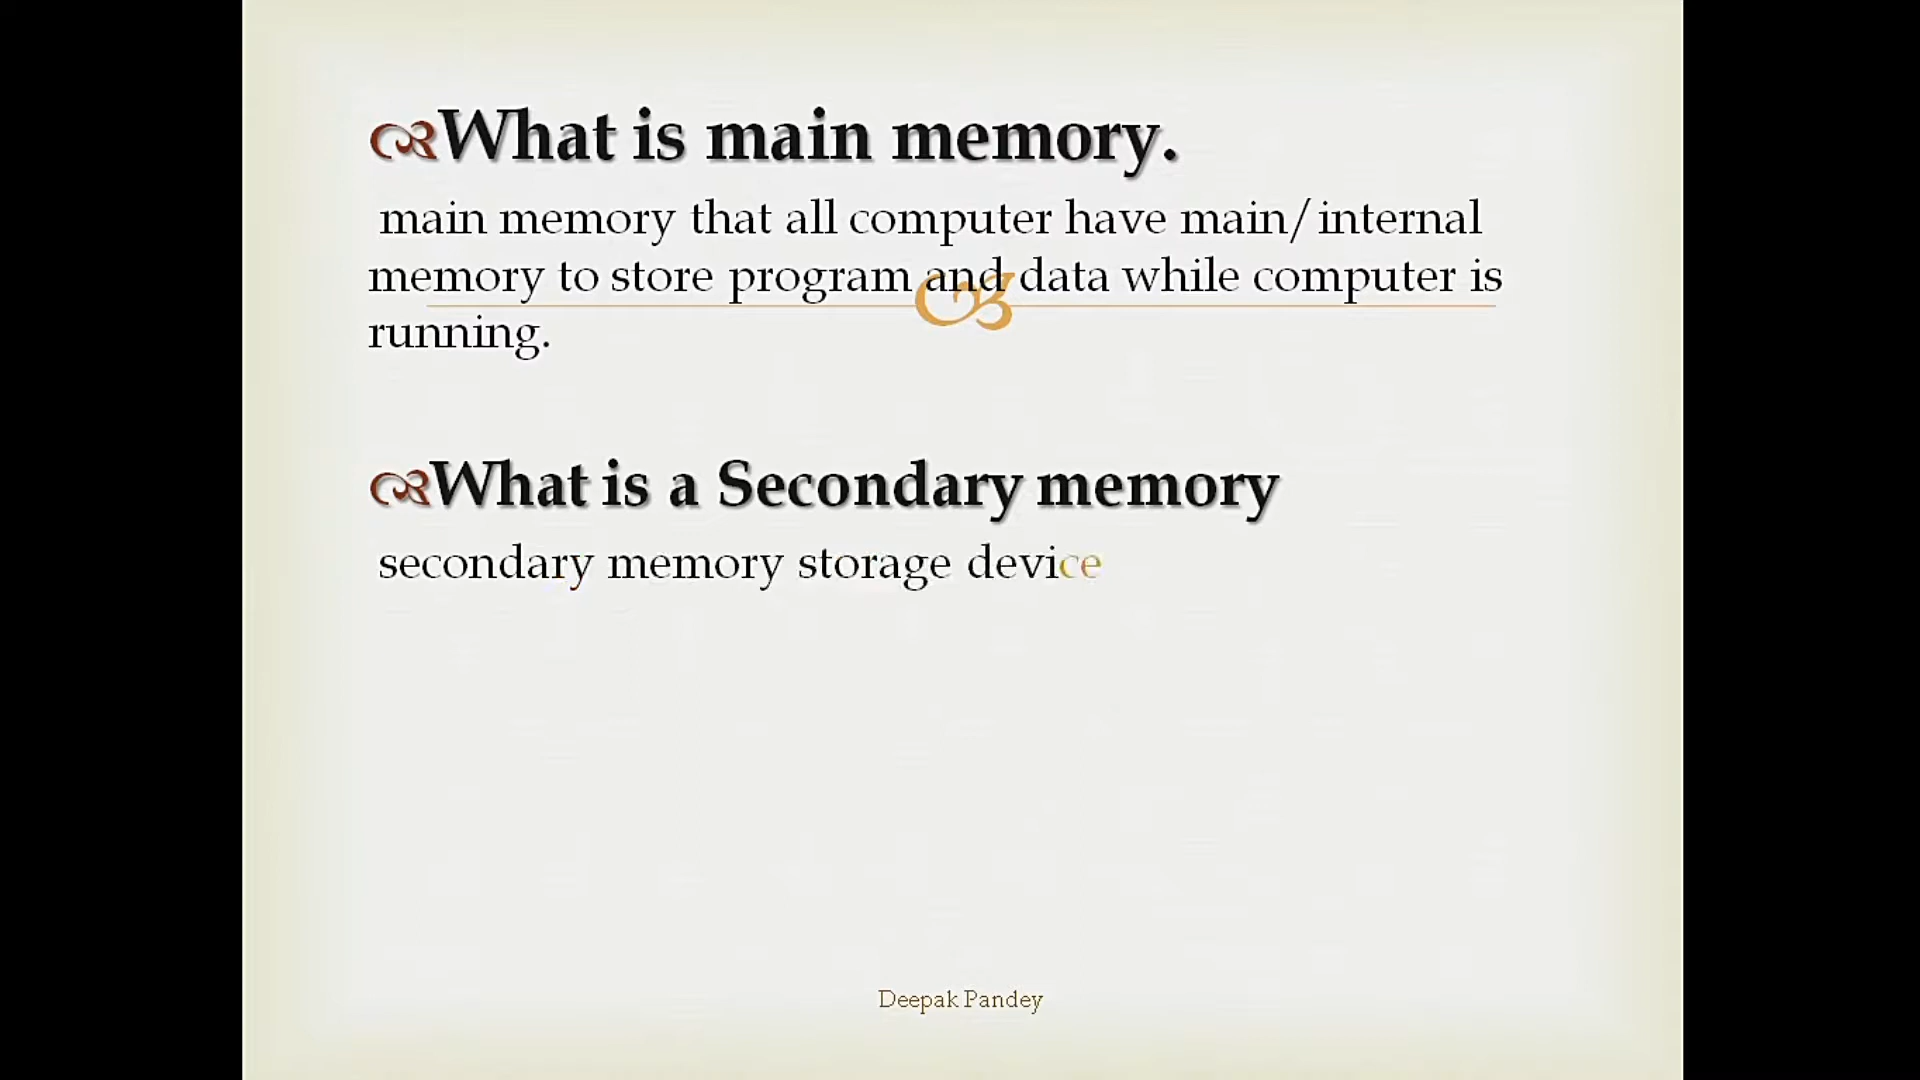 What is main memory.
main memory that all computer have main/internal
memory to store program and data while computer is
running.
What is a Secondary memory
secondary memory storage device
Deepak Pandey